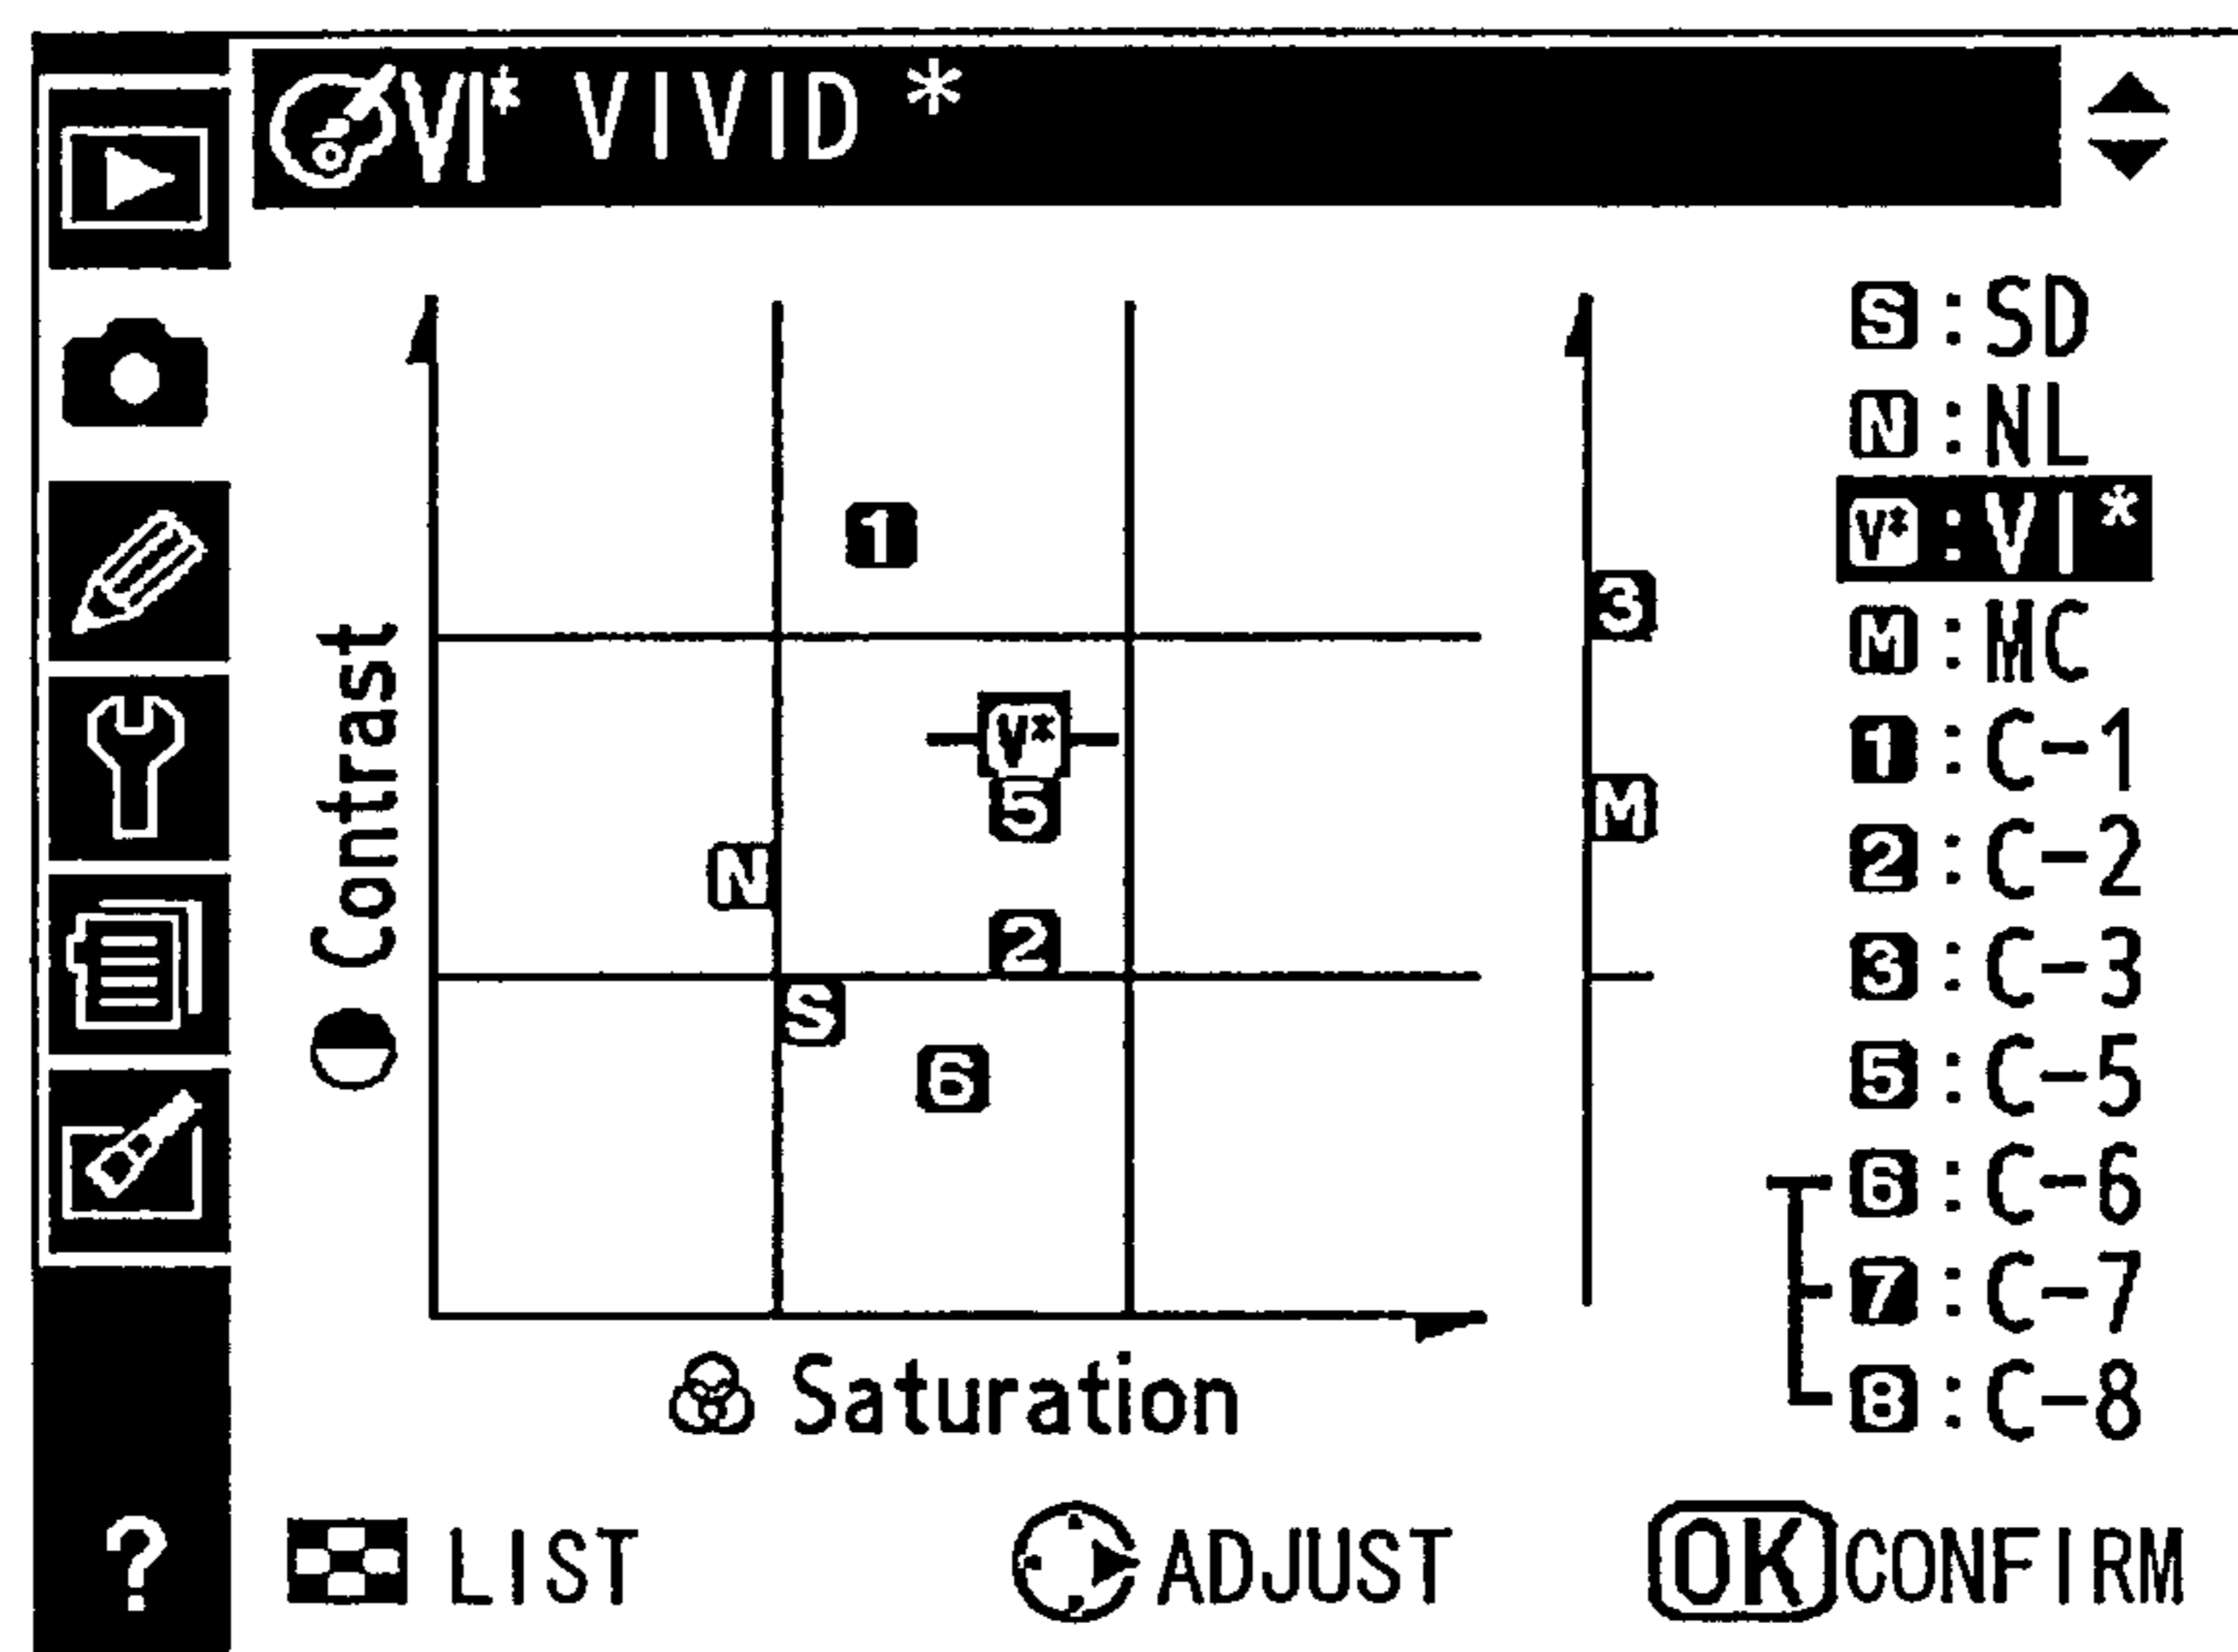 VI* VIVID *
S:SD
N:NL
V*:VI*
M:MC
1:C-1
2:C-2
3:C-3
5:C-5
6:C-6
7:C-7
8:C-8
1
3
V*
5
M
N
2
S
6
Contrast
Saturation
? LIST ADJUST OK CONFIRM